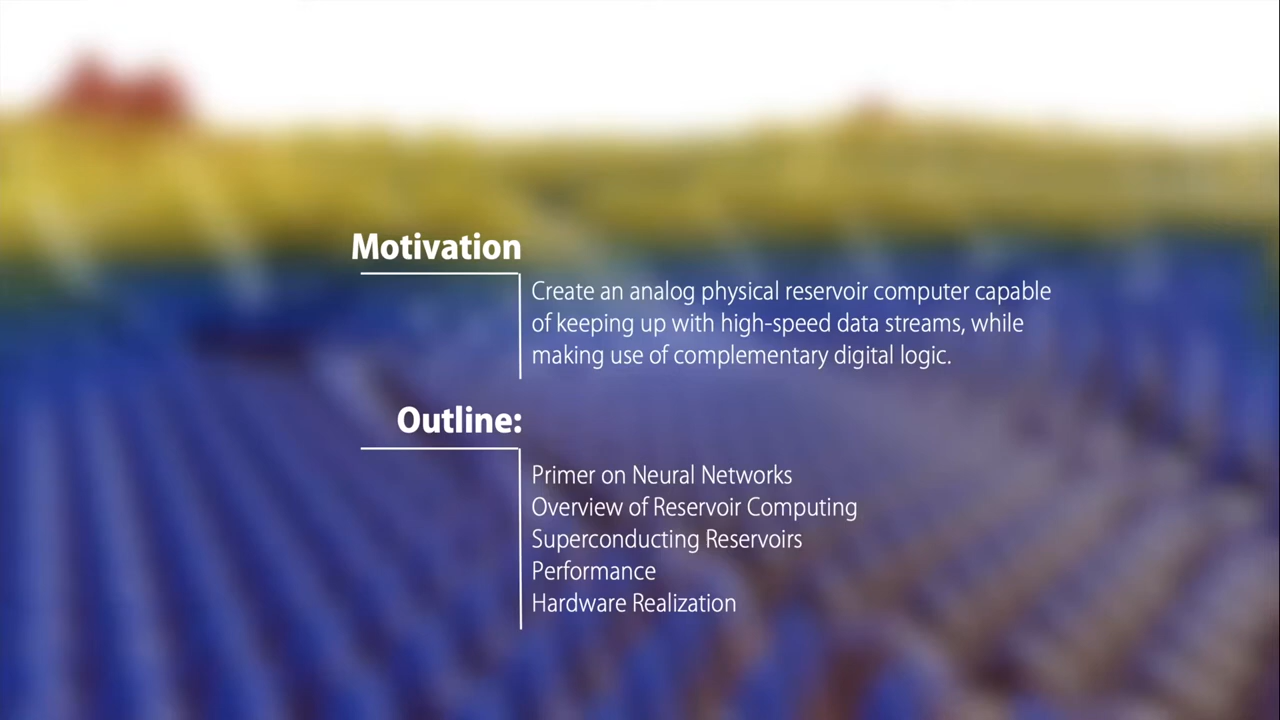 Motivation
Create an analog physical reservoir computer capable
of keeping up with high-speed data streams, while
making use of complementary digital logic.
Outline:
Primer on Neural Networks
Overview of Reservoir Computing
Superconducting Reservoirs
Performance
Hardware Realization